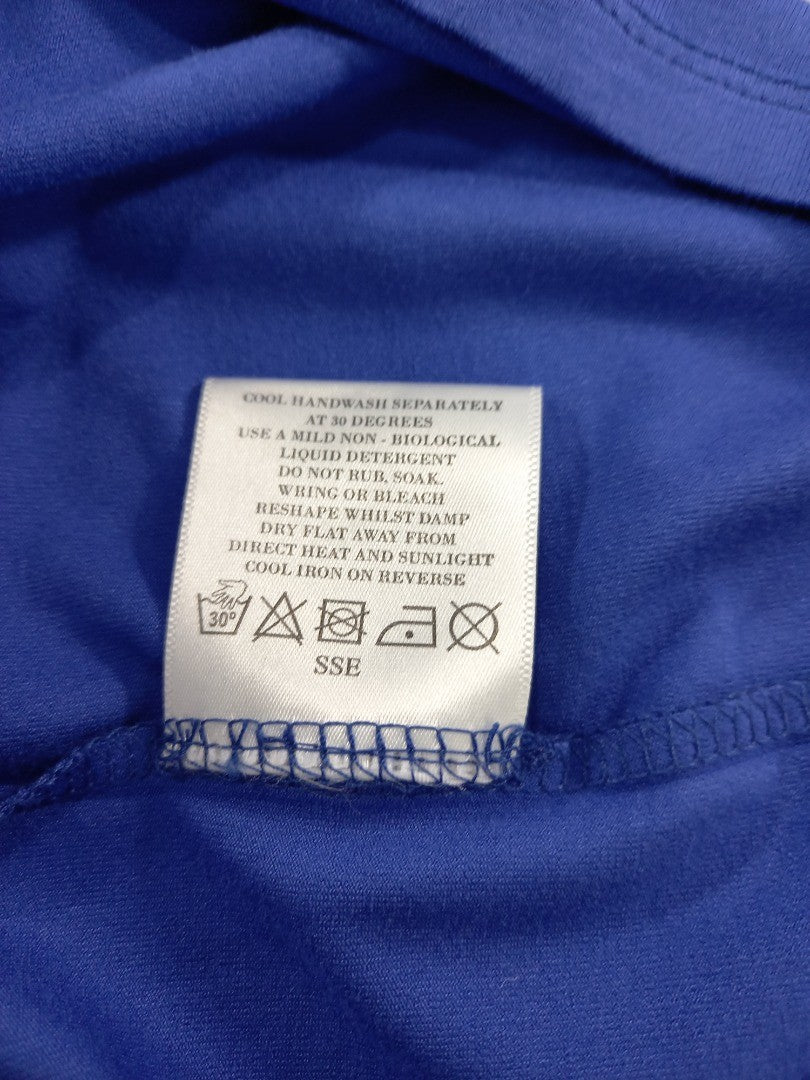 COOL HANDWASH SEPARATELY
AT 30 DEGREES
USE A MILD NON - BIOLOGICAL
LIQUID DETERGENT
DO NOT RUB, SOAK.
WRING OR BLEACH
RESHAPE WHILST DAMP
DRY FLAT AWAY FROM
DIRECT HEAT AND SUNLIGHT
COOL IRON ON REVERSE
30°
SSE